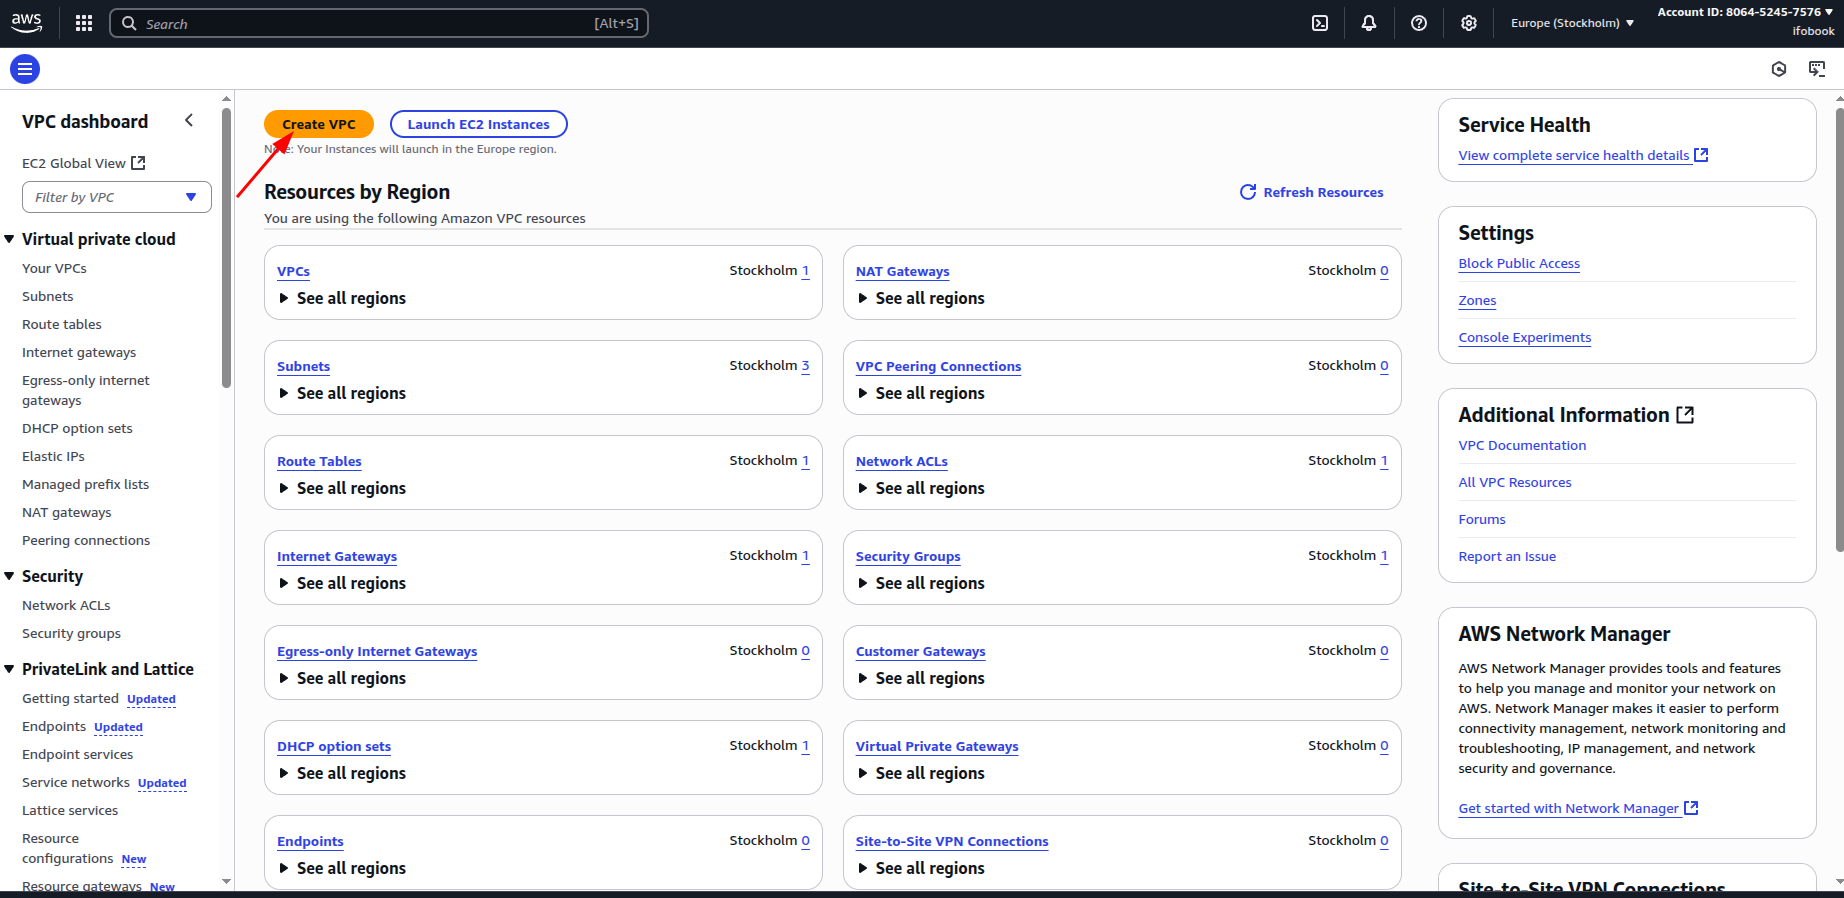 aws
Search [Alt+S]
Europe (Stockholm)
Account ID: 8064-5245-7576
ifobook
VPC dashboard
EC2 Global View
Filter by VPC
Virtual private cloud
Your VPCs
Subnets
Route tables
Internet gateways
Egress-only internet
gateways
DHCP option sets
Elastic IPs
Managed prefix lists
NAT gateways
Peering connections
Security
Network ACLs
Security groups
PrivateLink and Lattice
Getting started Updated
Endpoints Updated
Endpoint services
Service networks Updated
Lattice services
Resource
configurations New
Resource gateways New
Create VPC Launch EC2 Instances
Note: Your Instances will launch in the Europe region.
Resources by Region
Refresh Resources
You are using the following Amazon VPC resources
VPCs Stockholm 1
See all regions
NAT Gateways Stockholm 0
See all regions
Subnets Stockholm 3
See all regions
VPC Peering Connections Stockholm 0
See all regions
Route Tables Stockholm 1
See all regions
Network ACLs Stockholm 1
See all regions
Internet Gateways Stockholm 1
See all regions
Security Groups Stockholm 1
See all regions
Egress-only Internet Gateways Stockholm 0
See all regions
Customer Gateways Stockholm 0
See all regions
DHCP option sets Stockholm 1
See all regions
Virtual Private Gateways Stockholm 0
See all regions
Endpoints Stockholm 0
See all regions
Site-to-Site VPN Connections Stockholm 0
See all regions
Service Health
View complete service health details
Settings
Block Public Access
Zones
Console Experiments
Additional Information
VPC Documentation
All VPC Resources
Forums
Report an Issue
AWS Network Manager
AWS Network Manager provides tools and features
to help you manage and monitor your network on
AWS. Network Manager makes it easier to perform
connectivity management, network monitoring and
troubleshooting, IP management, and network
security and governance.
Get started with Network Manager
Site-to-Site VPN Connections